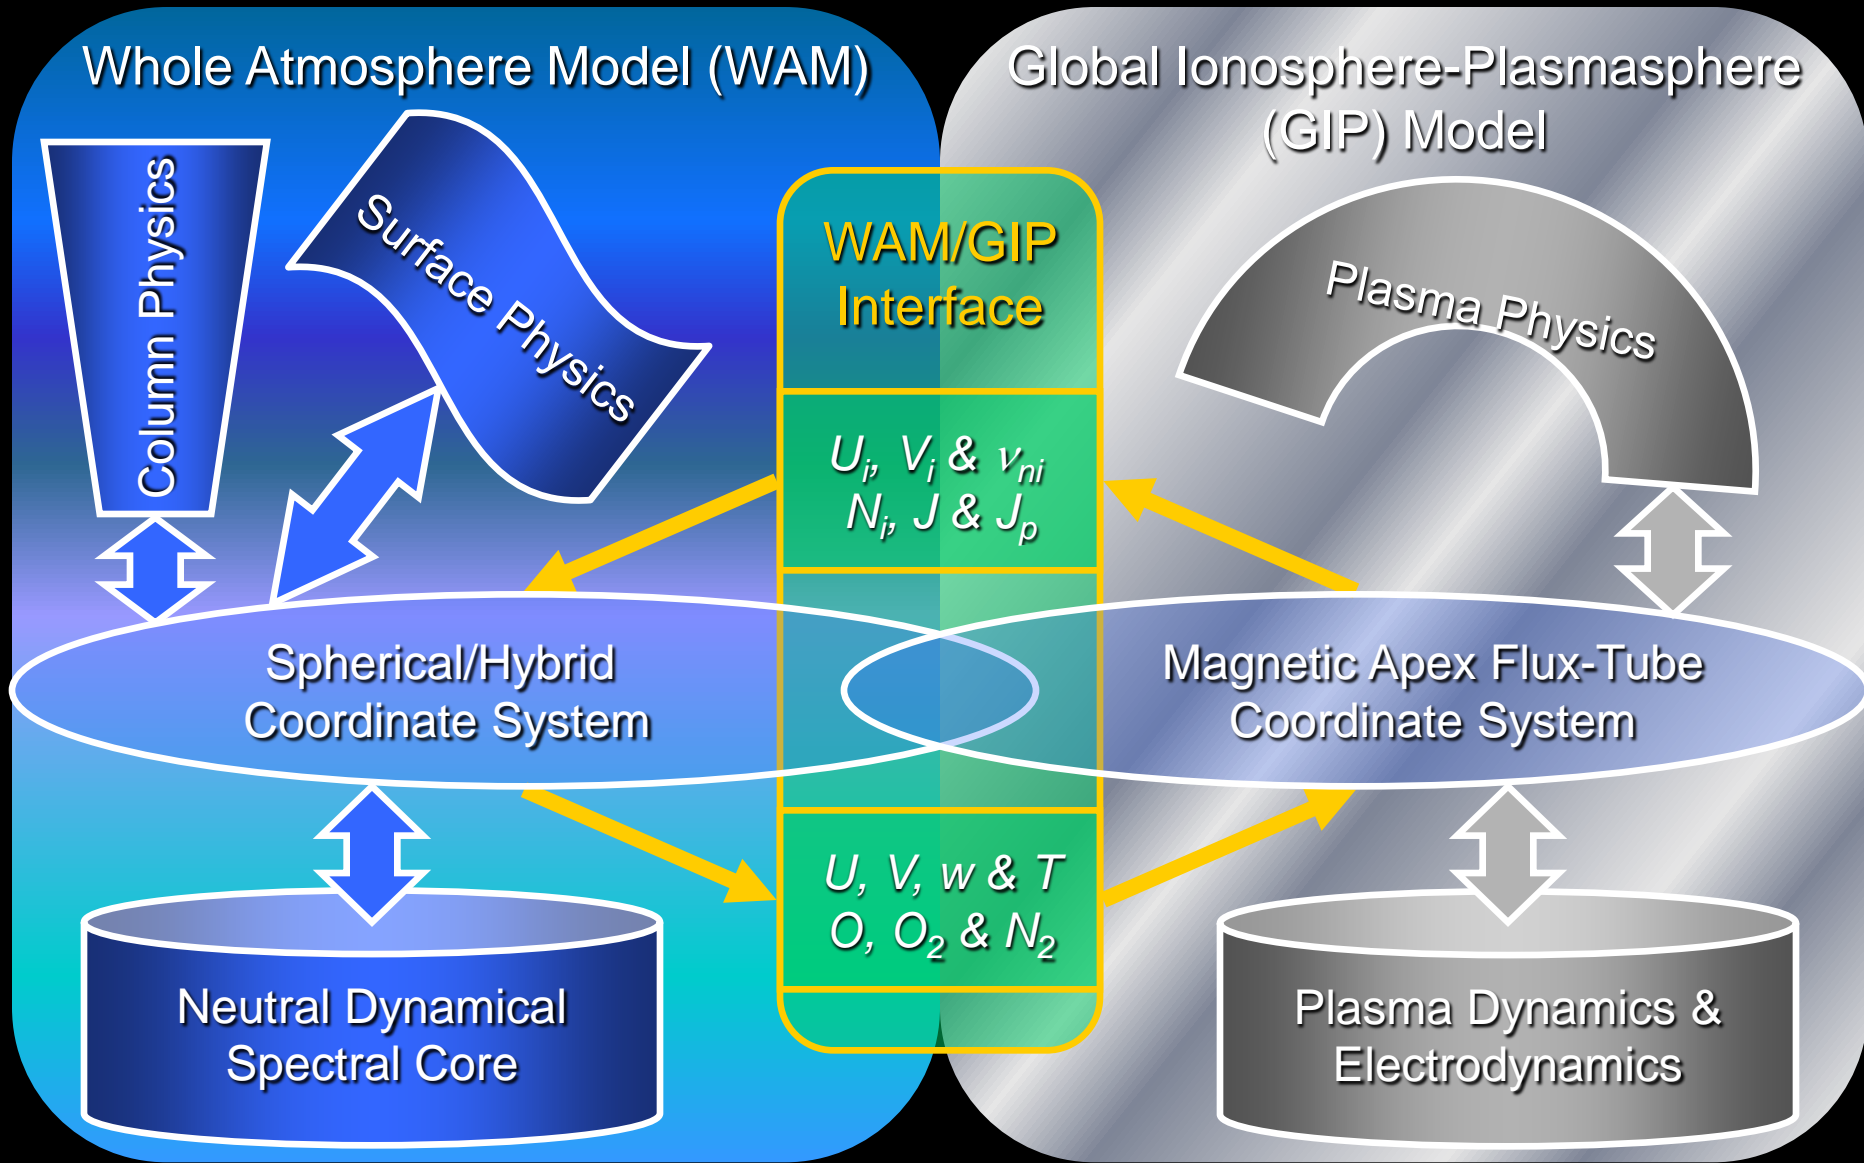 Whole Atmosphere Model (WAM)
Global Ionosphere-Plasmasphere
(GIP) Model
Column Physics
Surface Physics
WAM/GIP
Interface
Plasma Physics
Uᵢ, Vᵢ & νₙᵢ
Nᵢ, J & Jₚ
Spherical/Hybrid
Coordinate System
Magnetic Apex Flux-Tube
Coordinate System
U, V, w & T
O, O₂ & N₂
Neutral Dynamical
Spectral Core
Plasma Dynamics &
Electrodynamics